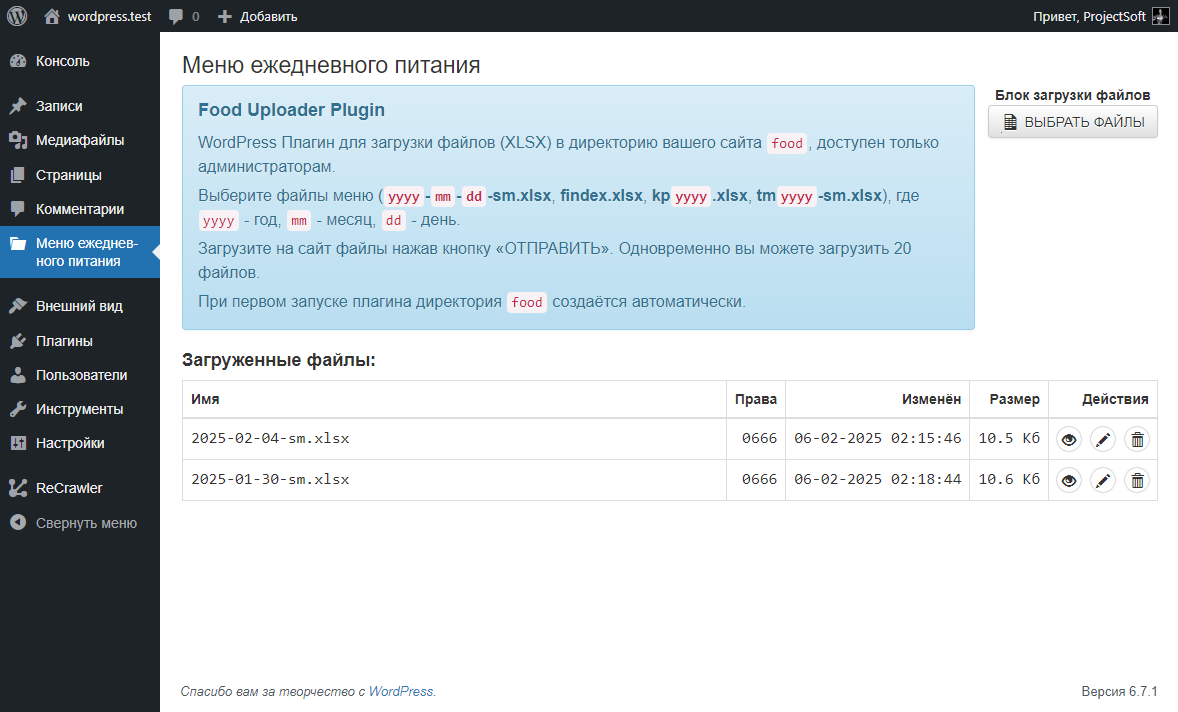 wordpress.test 0 Добавить Привет, ProjectSoft
Консоль
Записи
Медиафайлы
Страницы
Комментарии
Меню ежеднев-
ного питания
Внешний вид
Плагины
Пользователи
Инструменты
Настройки
ReCrawler
Свернуть меню
Меню ежедневного питания
Food Uploader Plugin
WordPress Плагин для загрузки файлов (XLSX) в директорию вашего сайта food, доступен только
администраторам.
Выберите файлы меню (yyyy-mm-dd-sm.xlsx, findex.xlsx, kpyyyy.xlsx, tmyyyy-sm.xlsx), где
yyyy - год, mm - месяц, dd - день.
Загрузите на сайт файлы нажав кнопку «ОТПРАВИТЬ». Одновременно вы можете загрузить 20
файлов.
При первом запуске плагина директория food создаётся автоматически.
Блок загрузки файлов
ВЫБРАТЬ ФАЙЛЫ
Загруженные файлы:
Имя Права Изменён Размер Действия
2025-02-04-sm.xlsx 0666 06-02-2025 02:15:46 10.5 Кб
2025-01-30-sm.xlsx 0666 06-02-2025 02:18:44 10.6 Кб
Спасибо вам за творчество с WordPress. Версия 6.7.1